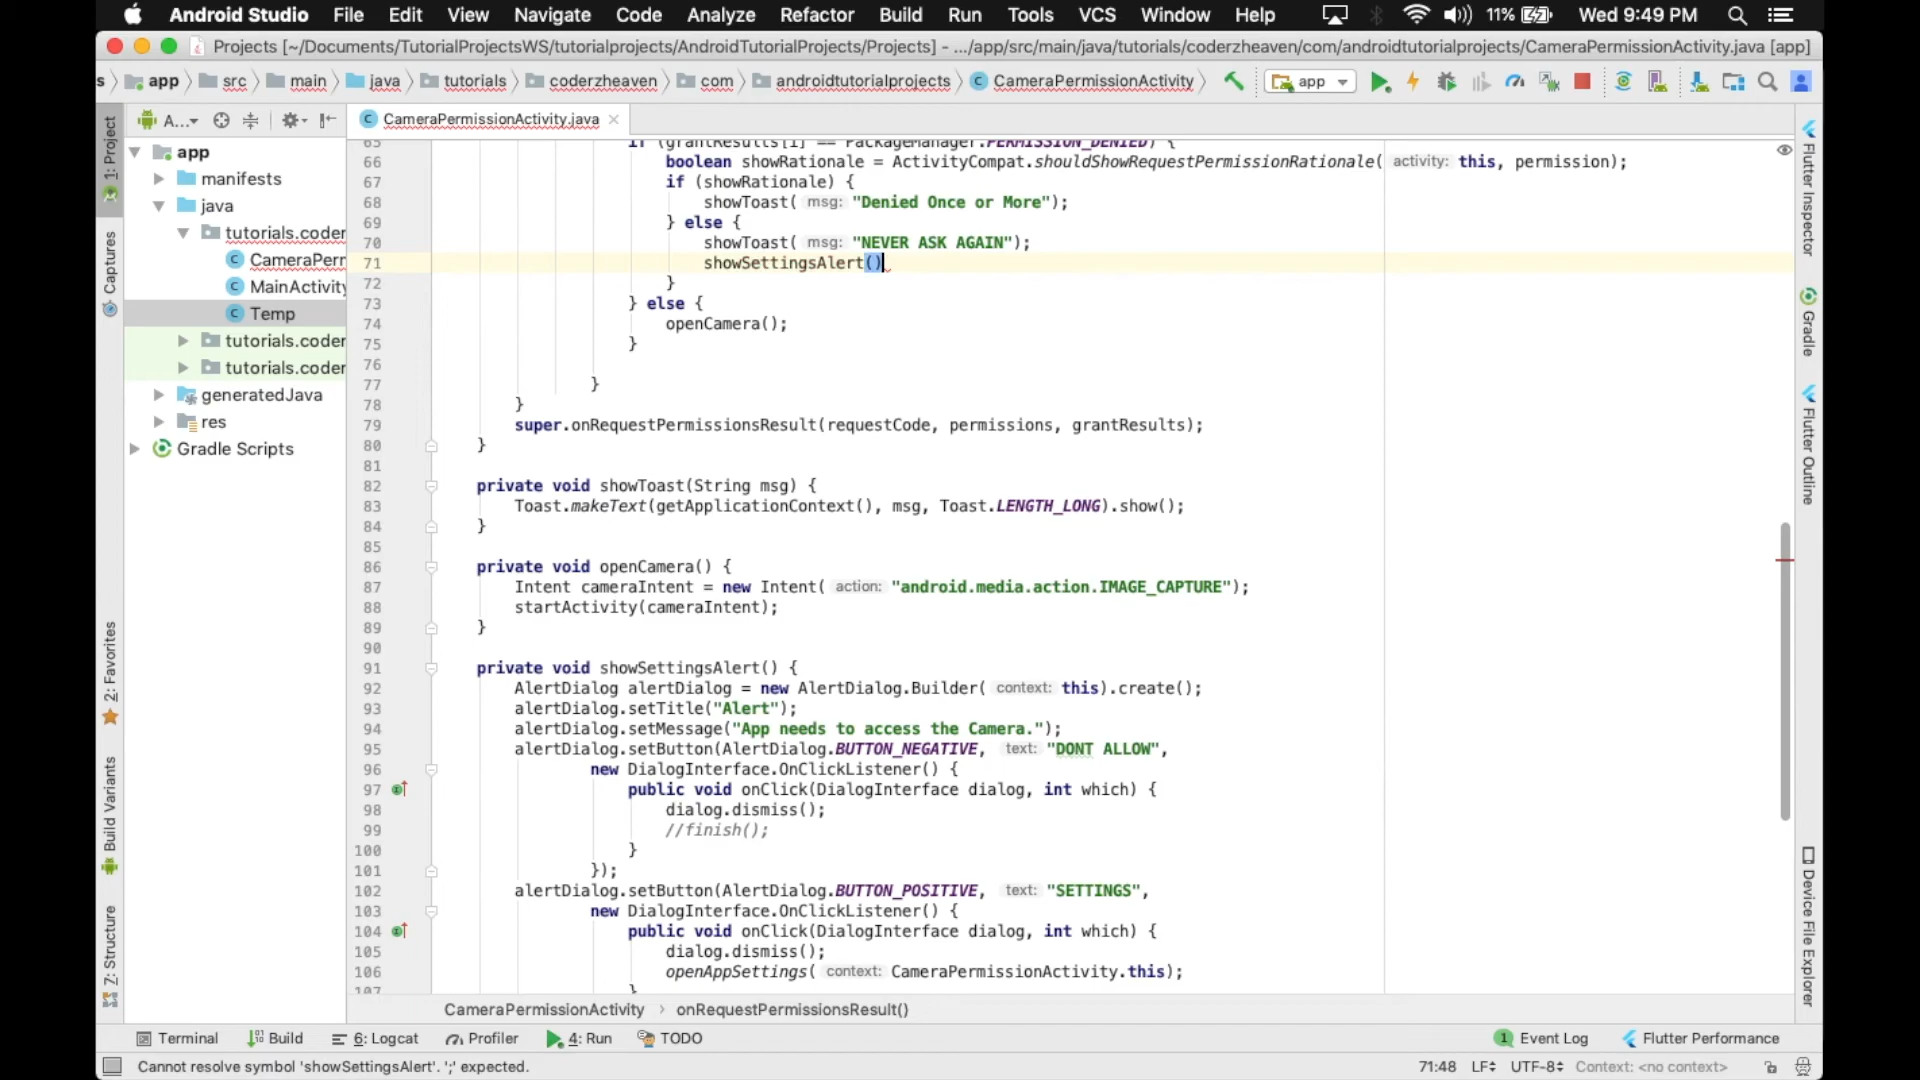 Android Studio File Edit View Navigate Code Analyze Refactor Build Run Tools VCS Window Help 11% Wed 9:49 PM
Projects [~/Documents/TutorialProjectsWS/tutorialprojects/AndroidTutorialProjects/Projects] - .../app/src/main/java/tutorials/coderzheaven/com/androidtutorialprojects/CameraPermissionActivity.java [app]
s app src main java tutorials coderzheaven com androidtutorialprojects CameraPermissionActivity app
A... CameraPermissionActivity.java
1: Project
Captures
2: Favorites
Build Variants
Z: Structure
app
manifests
java
tutorials.coder
CameraPerm
MainActivity
Temp
tutorials.coder
tutorials.coder
generatedJava
res
Gradle Scripts
65 if (grantResults[i] == PackageManager.PERMISSION_DENIED) {
66 boolean showRationale = ActivityCompat.shouldShowRequestPermissionRationale( activity: this, permission);
67 if (showRationale) {
68 showToast( msg: "Denied Once or More");
69 } else {
70 showToast( msg: "NEVER ASK AGAIN");
71 showSettingsAlert()
72 }
73 } else {
74 openCamera();
75 }
76
77 }
78 }
79 super.onRequestPermissionsResult(requestCode, permissions, grantResults);
80 }
81
82 private void showToast(String msg) {
83 Toast.makeText(getApplicationContext(), msg, Toast.LENGTH_LONG).show();
84 }
85
86 private void openCamera() {
87 Intent cameraIntent = new Intent( action: "android.media.action.IMAGE_CAPTURE");
88 startActivity(cameraIntent);
89 }
90
91 private void showSettingsAlert() {
92 AlertDialog alertDialog = new AlertDialog.Builder( context: this).create();
93 alertDialog.setTitle("Alert");
94 alertDialog.setMessage("App needs to access the Camera.");
95 alertDialog.setButton(AlertDialog.BUTTON_NEGATIVE, text: "DONT ALLOW",
96 new DialogInterface.OnClickListener() {
97 public void onClick(DialogInterface dialog, int which) {
98 dialog.dismiss();
99 //finish();
100 }
101 });
102 alertDialog.setButton(AlertDialog.BUTTON_POSITIVE, text: "SETTINGS",
103 new DialogInterface.OnClickListener() {
104 public void onClick(DialogInterface dialog, int which) {
105 dialog.dismiss();
106 openAppSettings( context: CameraPermissionActivity.this);
107 }
Flutter Inspector
Gradle
Flutter Outline
Device File Explorer
CameraPermissionActivity › onRequestPermissionsResult()
Terminal Build 6: Logcat Profiler 4: Run TODO 1 Event Log Flutter Performance
Cannot resolve symbol 'showSettingsAlert'. ';' expected. 71:48 LF UTF-8 Context: <no context>